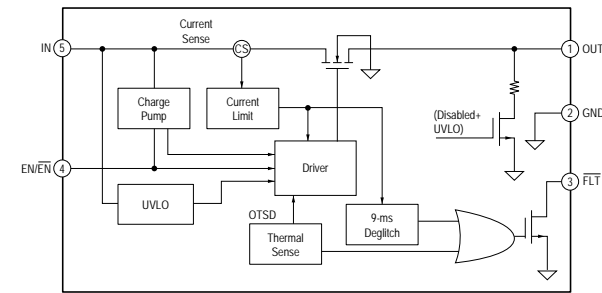 Current
Sense
IN 5
CS
1 OUT
Charge
Pump
Current
Limit
(Disabled+
UVLO)
2 GND
EN/EN 4
Driver
3 FLT
UVLO
OTSD
9-ms
Deglitch
Thermal
Sense